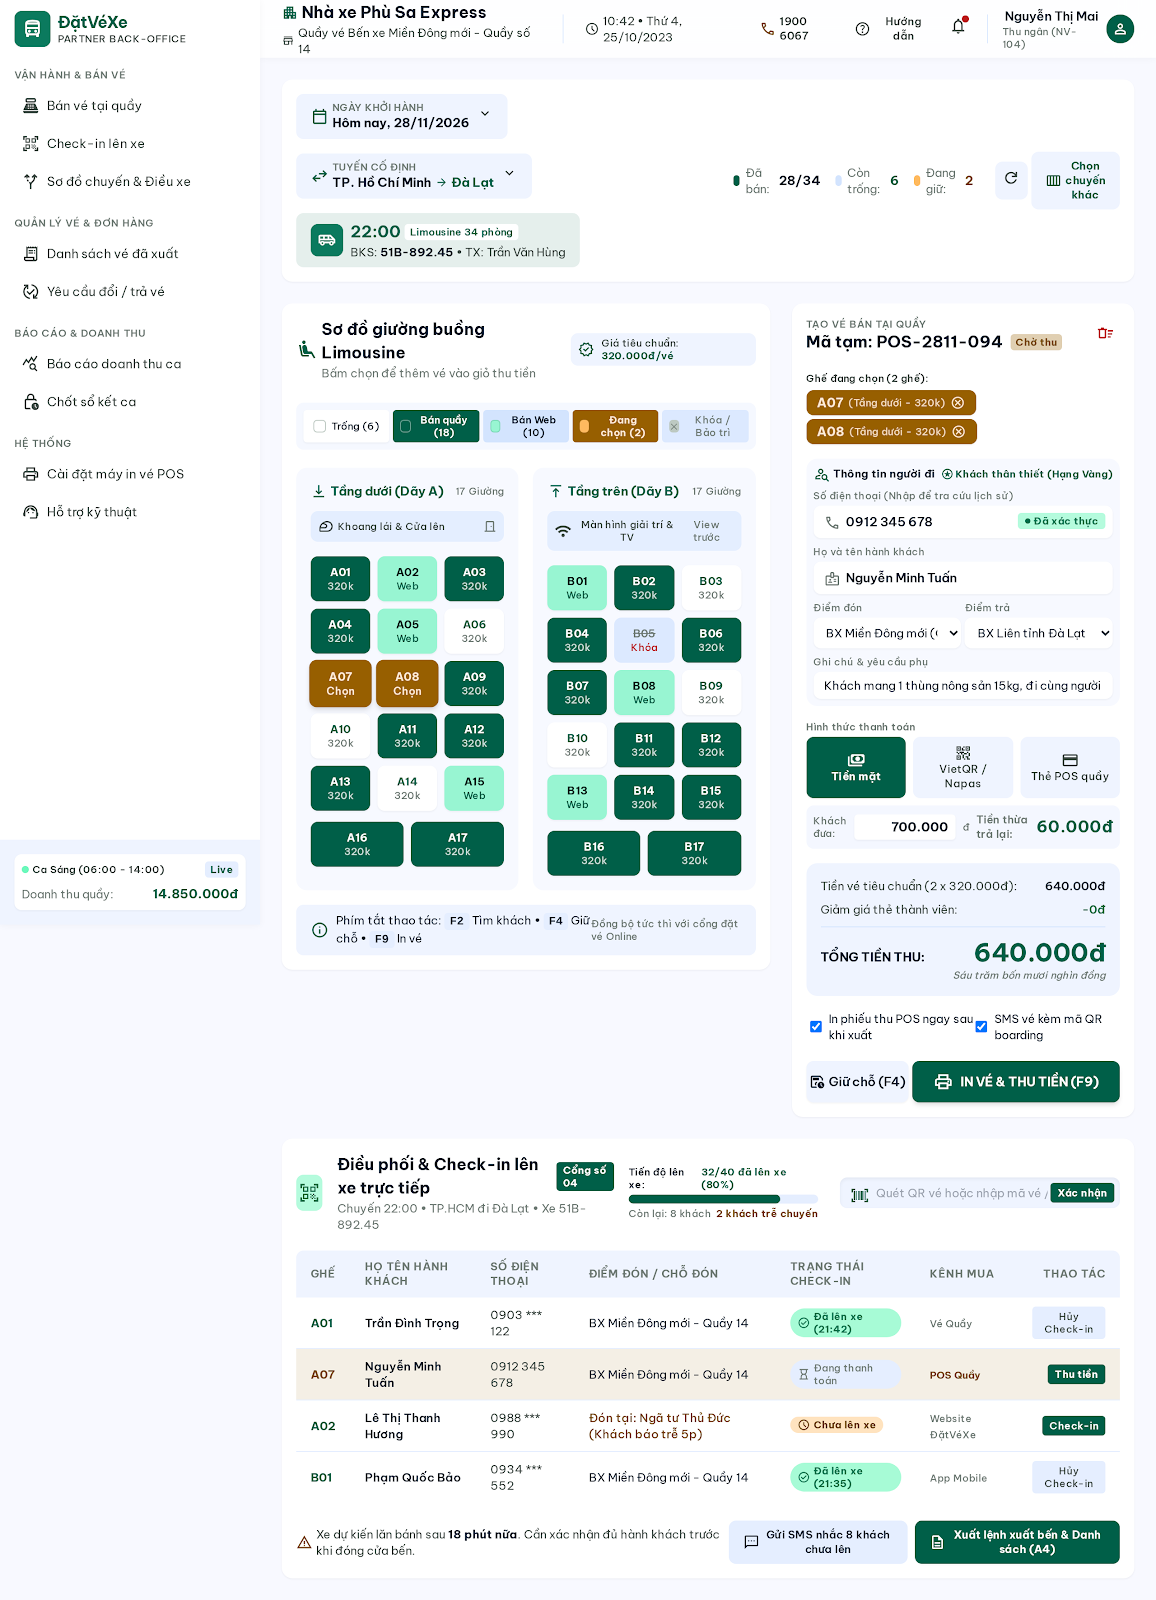 ĐặtVéXe
PARTNER BACK-OFFICE
VẬN HÀNH & BÁN VÉ
Bán vé tại quầy
Check-in lên xe
Sơ đồ chuyến & Điều xe
QUẢN LÝ VÉ & ĐƠN HÀNG
Danh sách vé đã xuất
Yêu cầu đổi / trả vé
BÁO CÁO & DOANH THU
Báo cáo doanh thu ca
Chốt sổ kết ca
HỆ THỐNG
Cài đặt máy in vé POS
Hỗ trợ kỹ thuật
Ca Sáng (06:00 - 14:00)
Live
Doanh thu quầy:
14.850.000đ
Nhà xe Phù Sa Express
Quầy vé Bến xe Miền Đông mới - Quầy số
14
10:42 • Thứ 4,
25/10/2023
1900
6067
Hướng
dẫn
Nguyễn Thị Mai
Thu ngân (NV-
104)
NGÀY KHỞI HÀNH
Hôm nay, 28/11/2026
TUYẾN CỐ ĐỊNH
TP. Hồ Chí Minh → Đà Lạt
22:00 Limousine 34 phòng
BKS: 51B-892.45 • TX: Trần Văn Hùng
Đã
bán:
28/34
Còn
trống:
6
Đang
giữ:
2
Chọn
chuyến
khác
Sơ đồ giường buồng
Limousine
Bấm chọn để thêm vé vào giỏ thu tiền
Giá tiêu chuẩn:
320.000đ/vé
Trống (6)
Bán quầy
(18)
Bán Web
(10)
Đang
chọn (2)
Khóa /
Bảo trì
Tầng dưới (Dãy A)
17 Giường
Khoang lái & Cửa lên
A01
320k
A02
Web
A03
320k
A04
320k
A05
Web
A06
320k
A07
Chọn
A08
Chọn
A09
320k
A10
320k
A11
320k
A12
320k
A13
320k
A14
320k
A15
Web
A16
320k
A17
320k
Tầng trên (Dãy B)
17 Giường
Màn hình giải trí &
TV
View
trước
B01
Web
B02
320k
B03
320k
B04
320k
B05
Khóa
B06
320k
B07
320k
B08
Web
B09
320k
B10
320k
B11
320k
B12
320k
B13
Web
B14
320k
B15
320k
B16
320k
B17
320k
Phím tắt thao tác: F2 Tìm khách • F4 Giữ
chỗ • F9 In vé
Đồng bộ tức thì với cổng đặt
vé Online
TẠO VÉ BÁN TẠI QUẦY
Mã tạm: POS-2811-094
Chờ thu
Ghế đang chọn (2 ghế):
A07 (Tầng dưới - 320k)
A08 (Tầng dưới - 320k)
Thông tin người đi
Khách thân thiết (Hạng Vàng)
Số điện thoại (Nhập để tra cứu lịch sử)
0912 345 678
Đã xác thực
Họ và tên hành khách
Nguyễn Minh Tuấn
Điểm đón
Điểm trả
BX Miền Đông mới (
BX Liên tỉnh Đà Lạt
Ghi chú & yêu cầu phụ
Khách mang 1 thùng nông sản 15kg, đi cùng người
Hình thức thanh toán
Tiền mặt
VietQR /
Napas
Thẻ POS quầy
Khách
đưa:
700.000
đ
Tiền thừa
trả lại:
60.000đ
Tiền vé tiêu chuẩn (2 x 320.000đ):
640.000đ
Giảm giá thẻ thành viên:
-0đ
TỔNG TIỀN THU:
640.000đ
Sáu trăm bốn mươi nghìn đồng
In phiếu thu POS ngay sau
khi xuất
SMS vé kèm mã QR
boarding
Giữ chỗ (F4)
IN VÉ & THU TIỀN (F9)
Điều phối & Check-in lên
xe trực tiếp
Chuyến 22:00 • TP.HCM đi Đà Lạt • Xe 51B-
892.45
Cổng số
04
Tiến độ lên
xe:
32/40 đã lên xe
(80%)
Còn lại: 8 khách
2 khách trễ chuyến
Quét QR vé hoặc nhập mã vé /
Xác nhận
GHẾ
HỌ TÊN HÀNH
KHÁCH
SỐ ĐIỆN
THOẠI
ĐIỂM ĐÓN / CHỖ ĐÓN
TRẠNG THÁI
CHECK-IN
KÊNH MUA
THAO TÁC
A01
Trần Đình Trọng
0903 ***
122
BX Miền Đông mới - Quầy 14
Đã lên xe
(21:42)
Vé Quầy
Hủy
Check-in
A07
Nguyễn Minh
Tuấn
0912 345
678
BX Miền Đông mới - Quầy 14
Đang thanh
toán
POS Quầy
Thu tiền
A02
Lê Thị Thanh
Hương
0988 ***
990
Đón tại: Ngã tư Thủ Đức
(Khách báo trễ 5p)
Chưa lên xe
Website
ĐặtVéXe
Check-in
B01
Phạm Quốc Bảo
0934 ***
552
BX Miền Đông mới - Quầy 14
Đã lên xe
(21:35)
App Mobile
Hủy
Check-in
Xe dự kiến lăn bánh sau 18 phút nữa. Cần xác nhận đủ hành khách trước
khi đóng cửa bến.
Gửi SMS nhắc 8 khách
chưa lên
Xuất lệnh xuất bến & Danh
sách (A4)